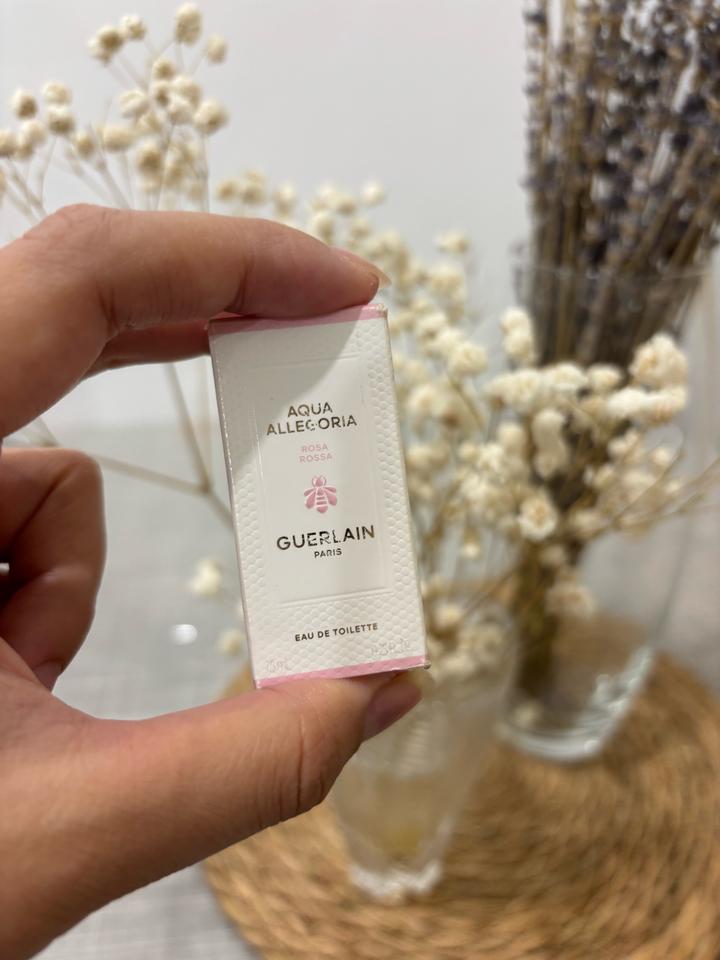 AQUA
ALLEGORIA
ROSA
ROSSA
GUERLAIN
PARIS
EAU DE TOILETTE